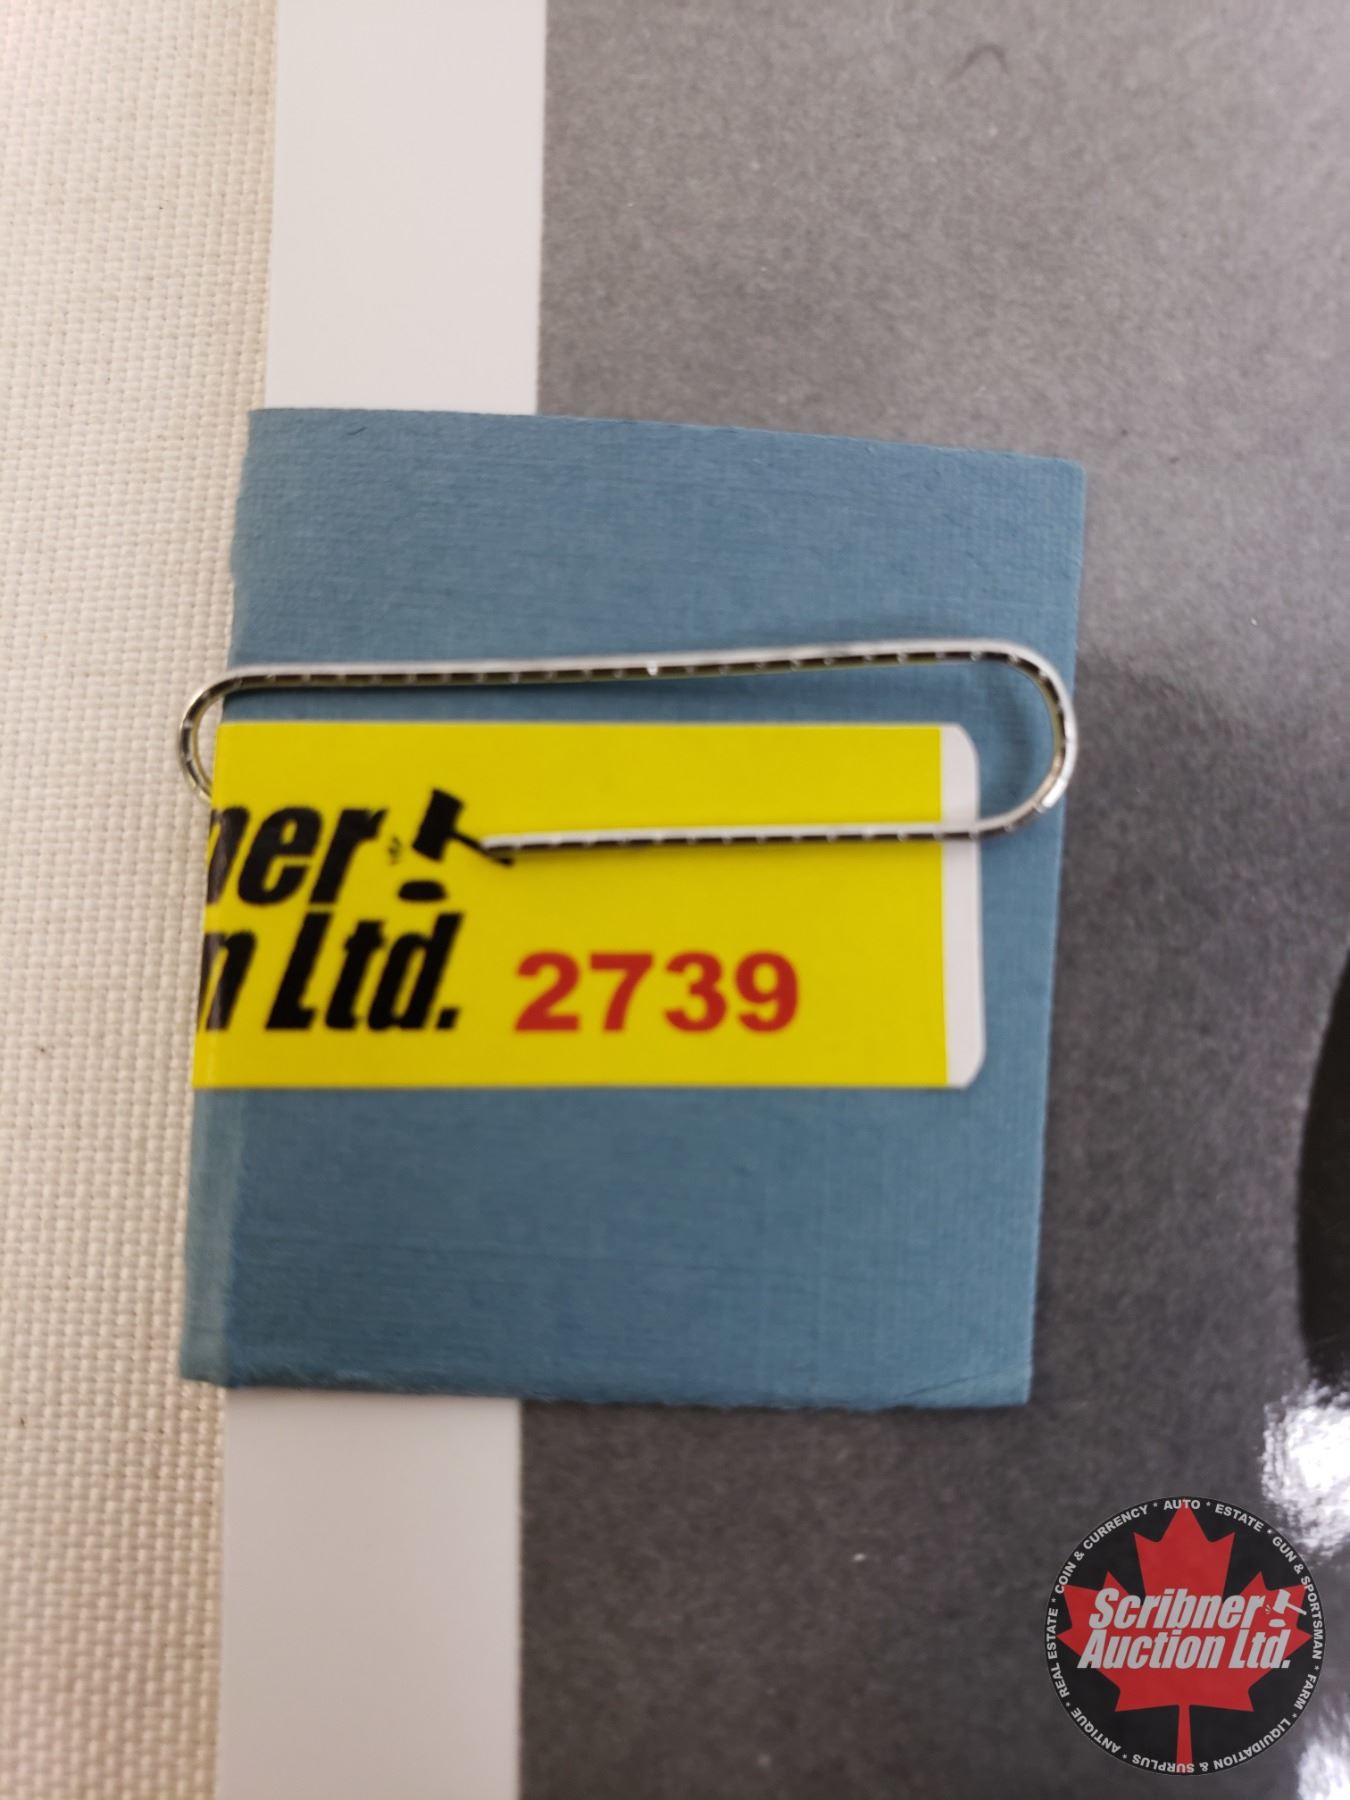 ner
n Ltd. 2739
COIN & CURRENCY * AUTO * ESTATE * GUN & SPORTSMAN * FARM * LIQUIDATION & SURPLUS * ANTIQUE * REAL ESTATE *
Scribner
Auction Ltd.